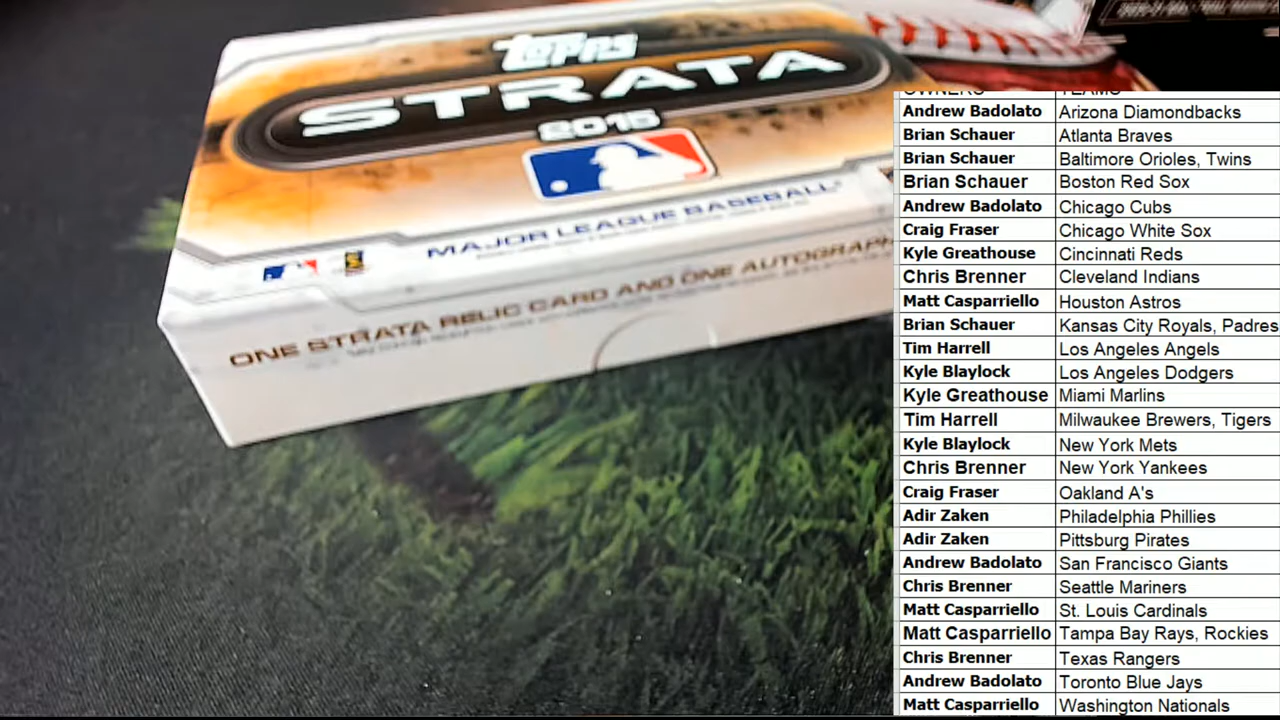 Topps
STRATA
2015
MAJOR LEAGUE BASEBALL
ONE STRATA RELIC CARD AND ONE AUTOGRAPH
OWNERS TEAMS
Andrew Badolato Arizona Diamondbacks
Brian Schauer Atlanta Braves
Brian Schauer Baltimore Orioles, Twins
Brian Schauer Boston Red Sox
Andrew Badolato Chicago Cubs
Craig Fraser Chicago White Sox
Kyle Greathouse Cincinnati Reds
Chris Brenner Cleveland Indians
Matt Casparriello Houston Astros
Brian Schauer Kansas City Royals, Padres
Tim Harrell Los Angeles Angels
Kyle Blaylock Los Angeles Dodgers
Kyle Greathouse Miami Marlins
Tim Harrell Milwaukee Brewers, Tigers
Kyle Blaylock New York Mets
Chris Brenner New York Yankees
Craig Fraser Oakland A's
Adir Zaken Philadelphia Phillies
Adir Zaken Pittsburg Pirates
Andrew Badolato San Francisco Giants
Chris Brenner Seattle Mariners
Matt Casparriello St. Louis Cardinals
Matt Casparriello Tampa Bay Rays, Rockies
Chris Brenner Texas Rangers
Andrew Badolato Toronto Blue Jays
Matt Casparriello Washington Nationals